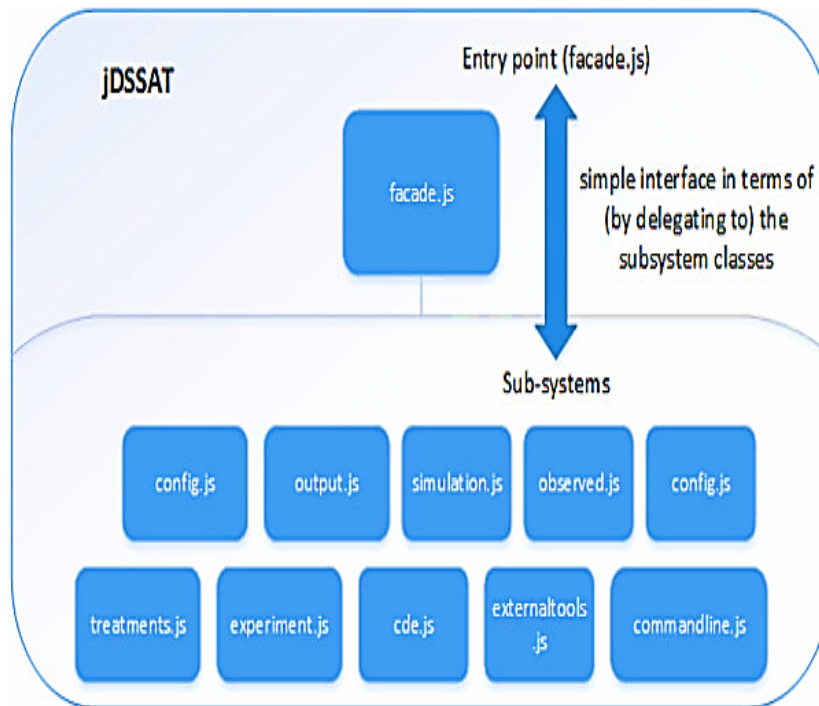 Entry point (facade.js)
jDSSAT
facade.js
simple interface in terms of
(by delegating to) the
subsystem classes
Sub-systems
config.js
output.js
simulation.js
observed.js
config.js
treatments.js
experiment.js
cde.js
externaltools
.js
commandline.js